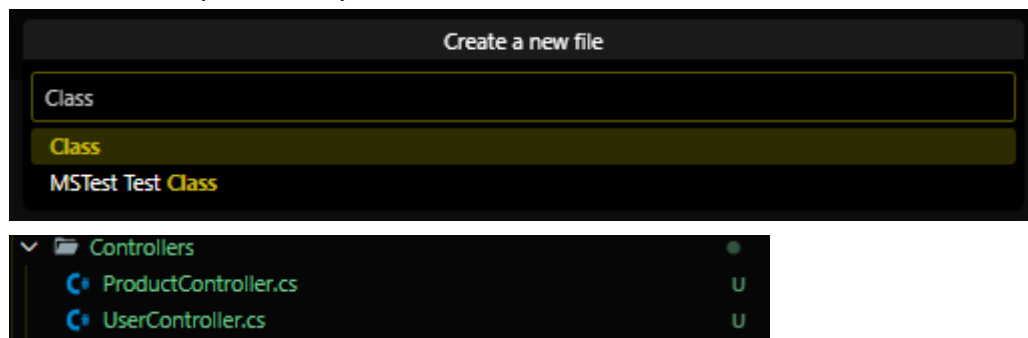 Create a new file
Class
Class
MSTest Test Class
Controllers
ProductController.cs U
UserController.cs U